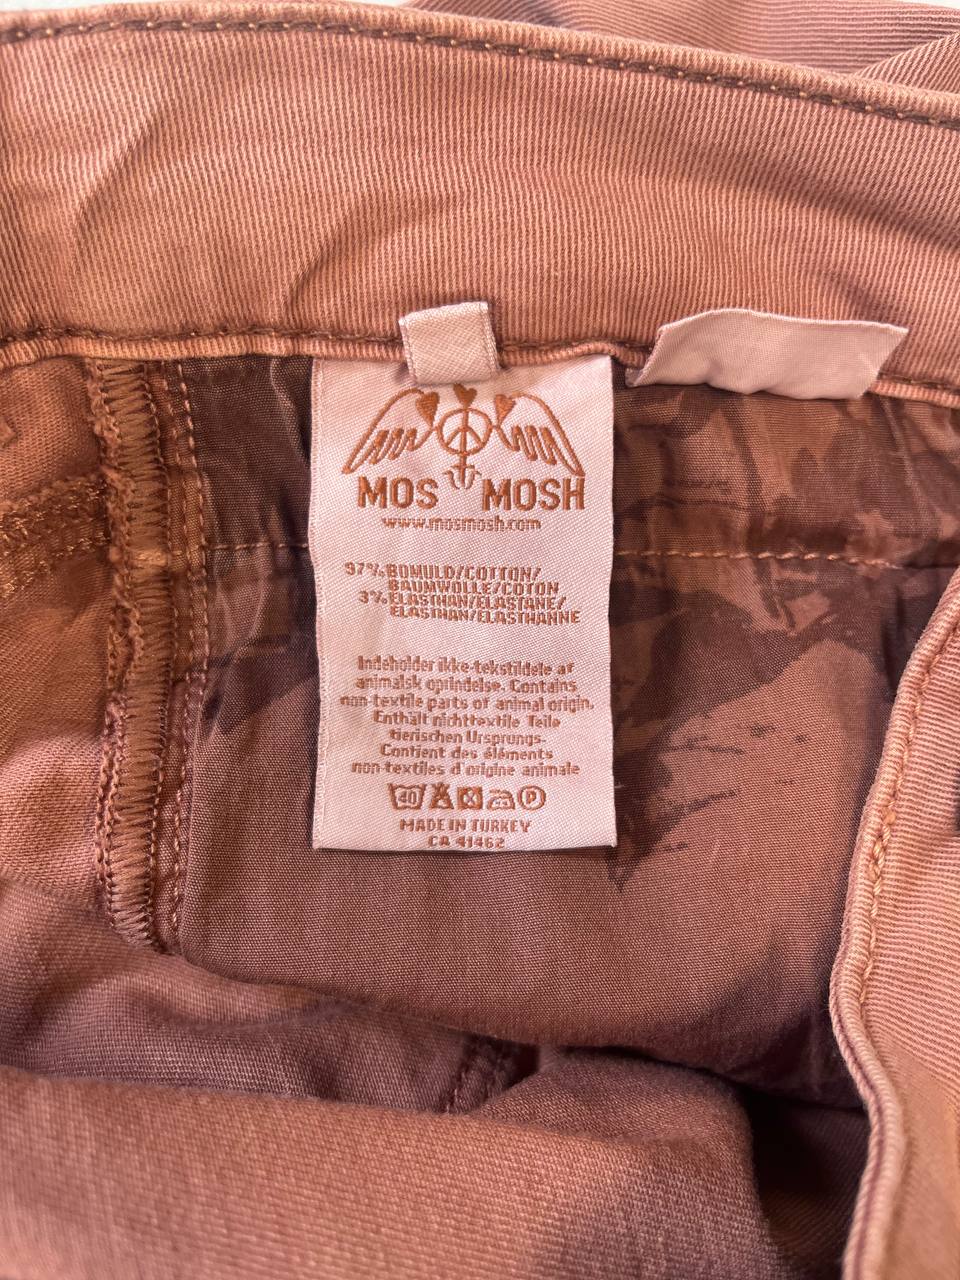 MOS MOSH
www.mosmosh.com
97% BOMULD/COTTON/
BAUMWOLLE/COTON
3% ELASTHAN/ELASTANE/
ELASTHAN/ELASTHANNE
Indeholder ikke-tekstildele af
animalsk oprindelse. Contains
non-textile parts of animal origin.
Enthält nichttextile Teile
tierischen Ursprungs.
Contient des éléments
non-textiles d'origine animale
40 P
MADE IN TURKEY
CA 41462